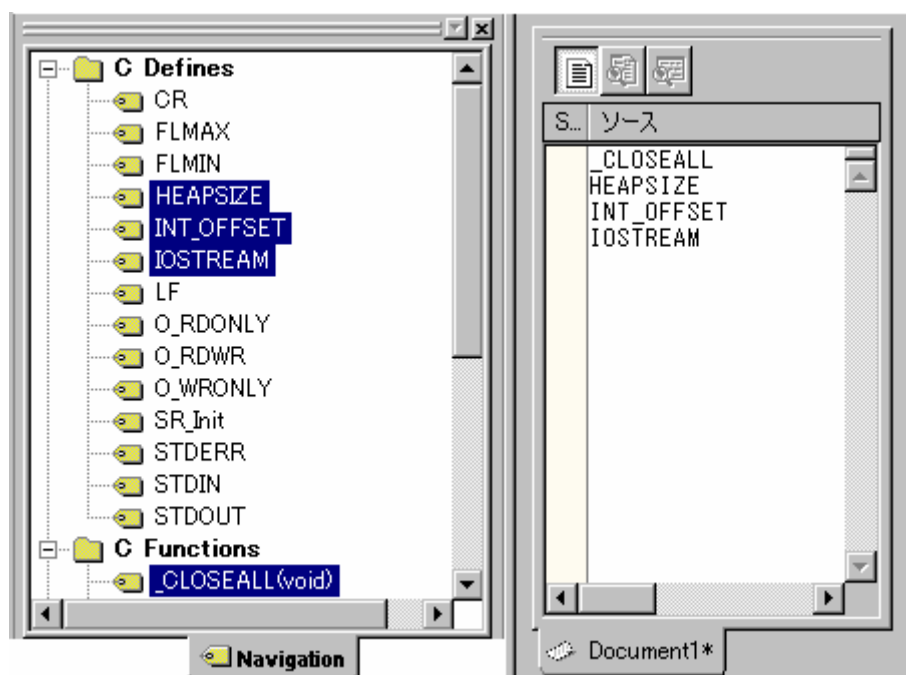 C Defines
CR
FLMAX
FLMIN
HEAPSIZE
INT_OFFSET
IOSTREAM
LF
O_RDONLY
O_RDWR
O_WRONLY
SR_Init
STDERR
STDIN
STDOUT
C Functions
_CLOSEALL(void)
Navigation
S... ソース
_CLOSEALL
HEAPSIZE
INT_OFFSET
IOSTREAM
Document1*